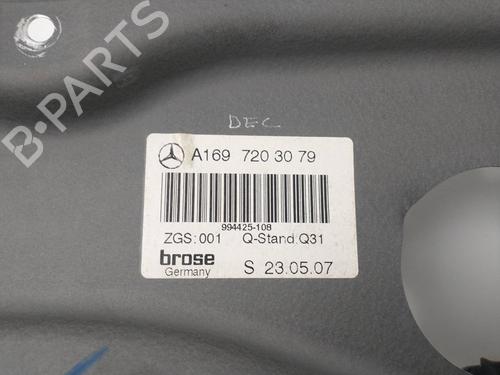 DEC
A169 720 30 79
994425-108
ZGS:001 Q-Stand:Q31
brose
Germany
S 23.05.07
B-PARTS